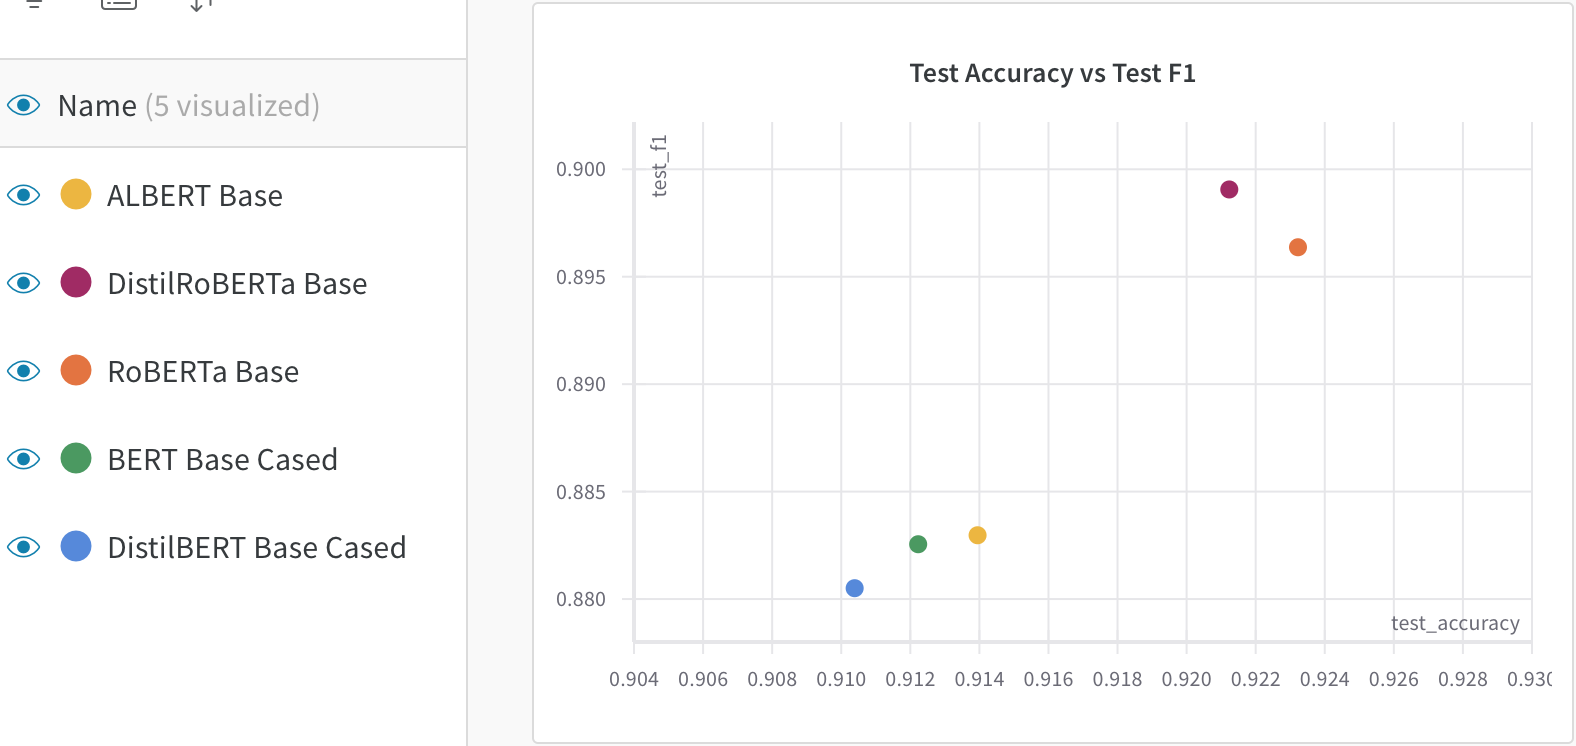 Name (5 visualized)
ALBERT Base
DistilRoBERTa Base
RoBERTa Base
BERT Base Cased
DistilBERT Base Cased
Test Accuracy vs Test F1
test_f1
0.900
0.895
0.890
0.885
0.880
test_accuracy
0.904 0.906 0.908 0.910 0.912 0.914 0.916 0.918 0.920 0.922 0.924 0.926 0.928 0.930